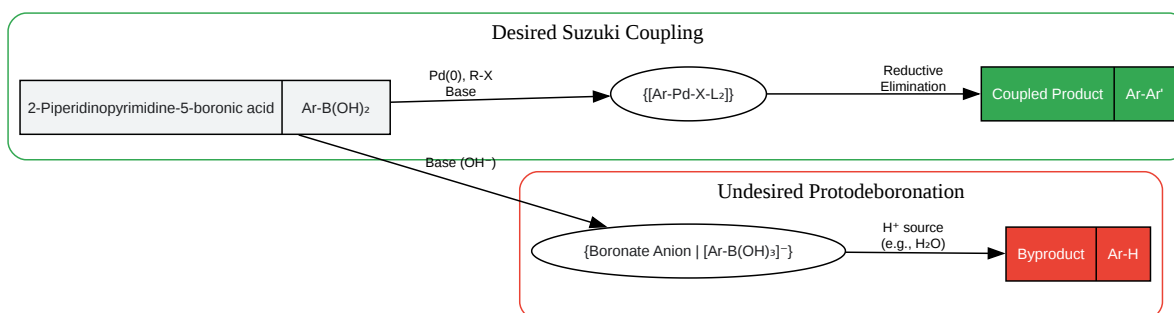 Desired Suzuki Coupling
2-Piperidinopyrimidine-5-boronic acid
Ar-B(OH)₂
Pd(0), R-X
Base
{[Ar-Pd-X-L₂]}
Reductive
Elimination
Coupled Product
Ar-Ar'
Base (OH⁻)
Undesired Protodeboronation
{Boronate Anion | [Ar-B(OH)₃]⁻}
H⁺ source
(e.g., H₂O)
Byproduct
Ar-H